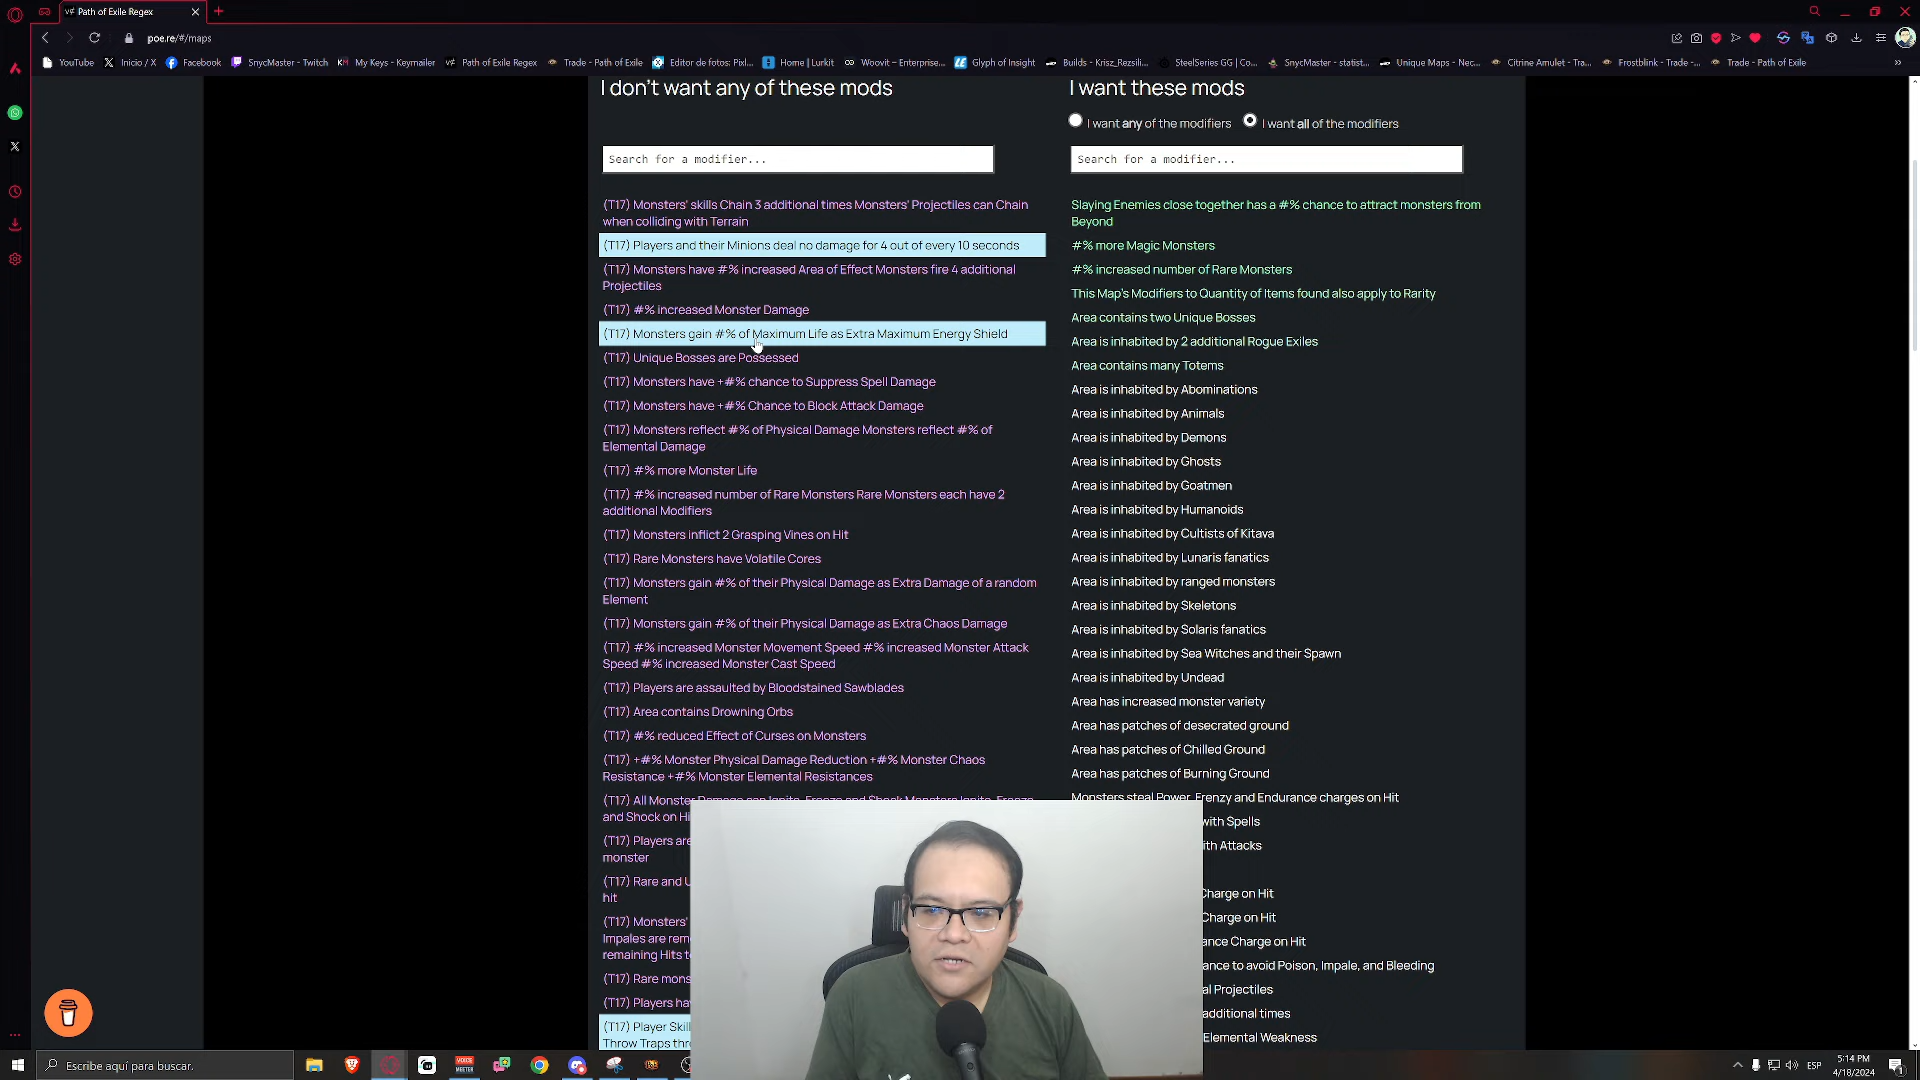 Path of Exile Regex
poe.re/#/maps
YouTube
Inicio / X
Facebook
SnycMaster - Twitch
My Keys - Keymailer
Path of Exile Regex
Trade - Path of Exile
Editor de fotos: Pixl...
Home | Lurkit
Woovit – Enterprise...
Glyph of Insight
Builds - Krisz_Rezsili...
SteelSeries GG | Co...
SnycMaster - statist...
Unique Maps - Nec...
Citrine Amulet - Tra...
Frostblink - Trade -...
Trade - Path of Exile
I don't want any of these mods
Search for a modifier...
(T17) Monsters' skills Chain 3 additional times Monsters' Projectiles can Chain
when colliding with Terrain
(T17) Players and their Minions deal no damage for 4 out of every 10 seconds
(T17) Monsters have #% increased Area of Effect Monsters fire 4 additional
Projectiles
(T17) #% increased Monster Damage
(T17) Monsters gain #% of Maximum Life as Extra Maximum Energy Shield
(T17) Unique Bosses are Possessed
(T17) Monsters have +#% chance to Suppress Spell Damage
(T17) Monsters have +#% Chance to Block Attack Damage
(T17) Monsters reflect #% of Physical Damage Monsters reflect #% of
Elemental Damage
(T17) #% more Monster Life
(T17) #% increased number of Rare Monsters Rare Monsters each have 2
additional Modifiers
(T17) Monsters inflict 2 Grasping Vines on Hit
(T17) Rare Monsters have Volatile Cores
(T17) Monsters gain #% of their Physical Damage as Extra Damage of a random
Element
(T17) Monsters gain #% of their Physical Damage as Extra Chaos Damage
(T17) #% increased Monster Movement Speed #% increased Monster Attack
Speed #% increased Monster Cast Speed
(T17) Players are assaulted by Bloodstained Sawblades
(T17) Area contains Drowning Orbs
(T17) #% reduced Effect of Curses on Monsters
(T17) +#% Monster Physical Damage Reduction +#% Monster Chaos
Resistance +#% Monster Elemental Resistances
(T17) All Monster Damage can Ignite, Freeze and Shock Monsters Ignite, Freeze
and Shock on Hi
(T17) Players are
monster
(T17) Rare and U
hit
(T17) Monsters'
Impales are rem
remaining Hits t
(T17) Rare mons
(T17) Players ha
(T17) Player Skil
Throw Traps thr
I want these mods
I want any of the modifiers
I want all of the modifiers
Search for a modifier...
Slaying Enemies close together has a #% chance to attract monsters from
Beyond
#% more Magic Monsters
#% increased number of Rare Monsters
This Map's Modifiers to Quantity of Items found also apply to Rarity
Area contains two Unique Bosses
Area is inhabited by 2 additional Rogue Exiles
Area contains many Totems
Area is inhabited by Abominations
Area is inhabited by Animals
Area is inhabited by Demons
Area is inhabited by Ghosts
Area is inhabited by Goatmen
Area is inhabited by Humanoids
Area is inhabited by Cultists of Kitava
Area is inhabited by Lunaris fanatics
Area is inhabited by ranged monsters
Area is inhabited by Skeletons
Area is inhabited by Solaris fanatics
Area is inhabited by Sea Witches and their Spawn
Area is inhabited by Undead
Area has increased monster variety
Area has patches of desecrated ground
Area has patches of Chilled Ground
Area has patches of Burning Ground
Monsters steal Power, Frenzy and Endurance charges on Hit
with Spells
ith Attacks
Charge on Hit
Charge on Hit
ance Charge on Hit
ance to avoid Poison, Impale, and Bleeding
al Projectiles
additional times
Elemental Weakness
Escribe aquí para buscar.
ESP
5:14 PM
4/18/2024